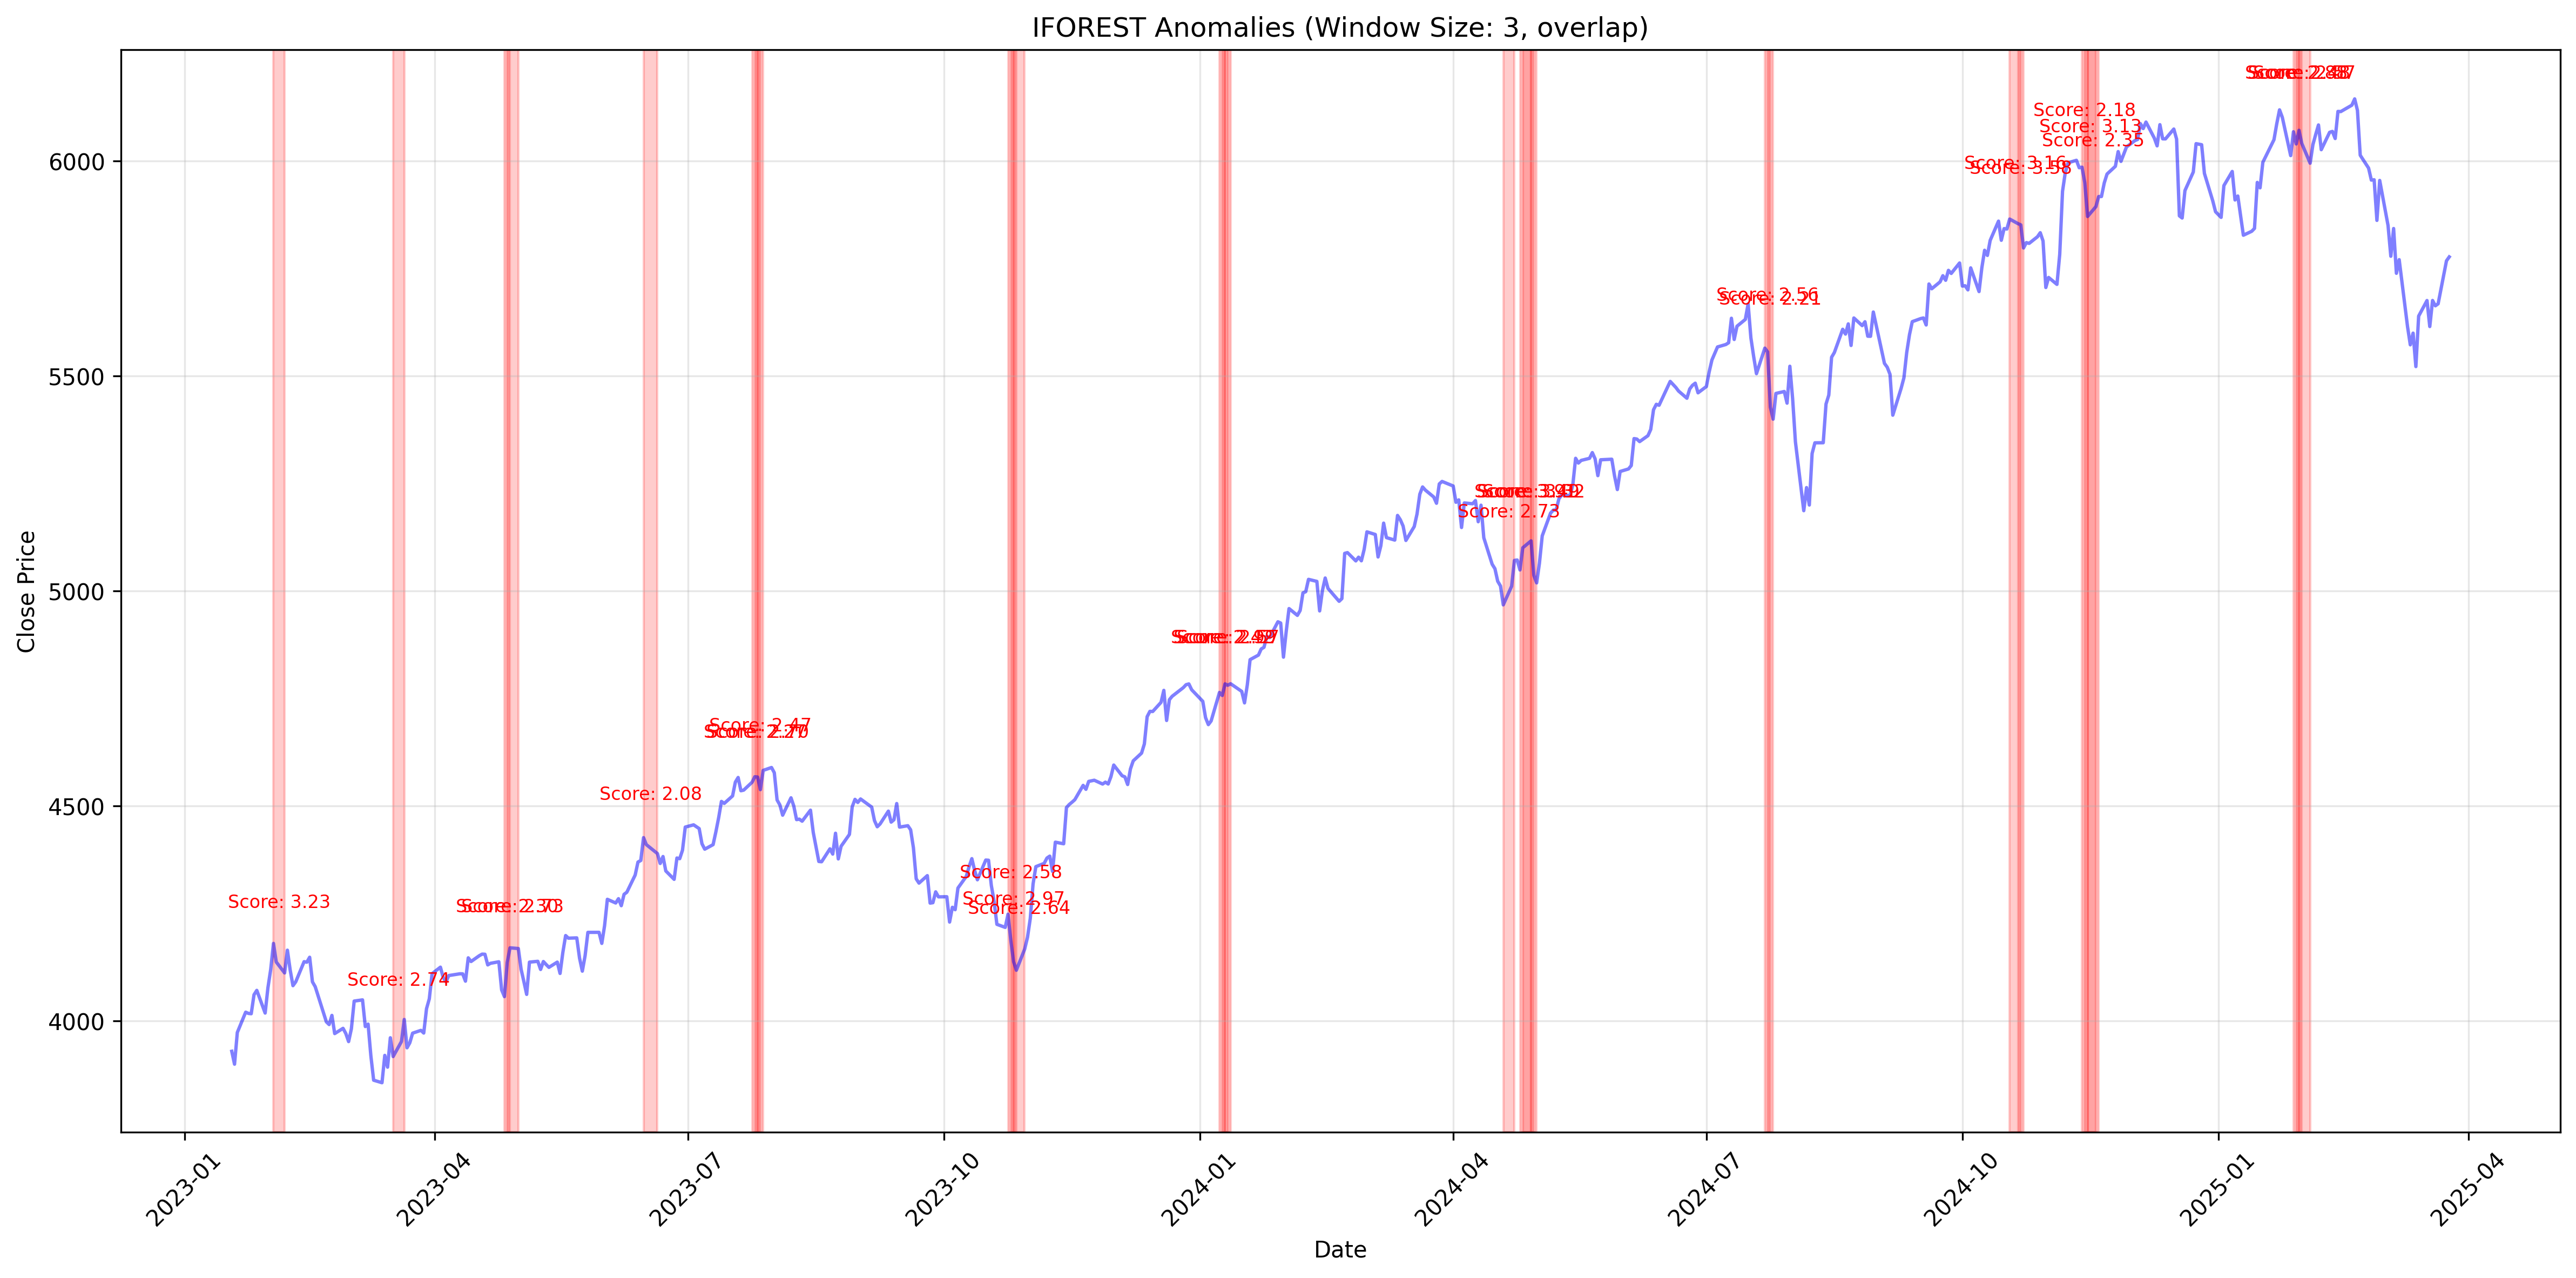 IFOREST Anomalies (Window Size: 3, overlap)
Close Price
6000
5500
5000
4500
4000
Score: 3.23
Score: 2.74
Score: 2.08
Score: 2.47
Score: 2.58
Score: 2.97
Score: 2.64
Score: 2.73
Score: 2.56
Score: 2.21
Score: 3.16
Score: 3.58
Score: 2.18
Score: 3.13
Score: 2.35
2023-01
2023-04
2023-07
2023-10
2024-01
2024-04
2024-07
2024-10
2025-01
2025-04
Date